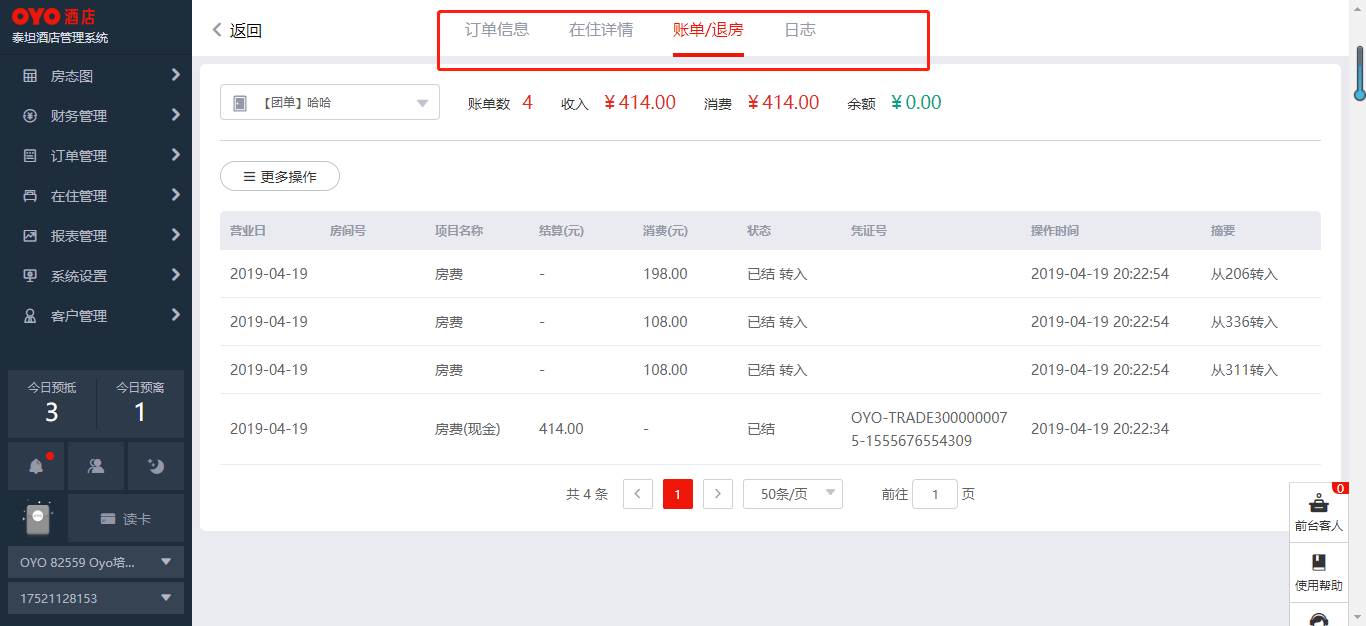 OYO 酒店
泰坦酒店管理系统
房态图
财务管理
订单管理
在住管理
报表管理
系统设置
客户管理
今日预抵 今日预离
3 1
读卡
OYO 82559 Oyo培...
17521128153
返回
订单信息 在住详情 账单/退房 日志
【团单】哈哈
账单数 4 收入 ¥414.00 消费 ¥414.00 余额 ¥0.00
更多操作
营业日 房间号 项目名称 结算(元) 消费(元) 状态 凭证号 操作时间 摘要
2019-04-19 房费 - 198.00 已结 转入 2019-04-19 20:22:54 从206转入
2019-04-19 房费 - 108.00 已结 转入 2019-04-19 20:22:54 从336转入
2019-04-19 房费 - 108.00 已结 转入 2019-04-19 20:22:54 从311转入
2019-04-19 房费(现金) 414.00 - 已结 OYO-TRADE300000007
5-1555676554309 2019-04-19 20:22:34
共 4 条 1 50条/页 前往 1 页
0
前台客人
使用帮助